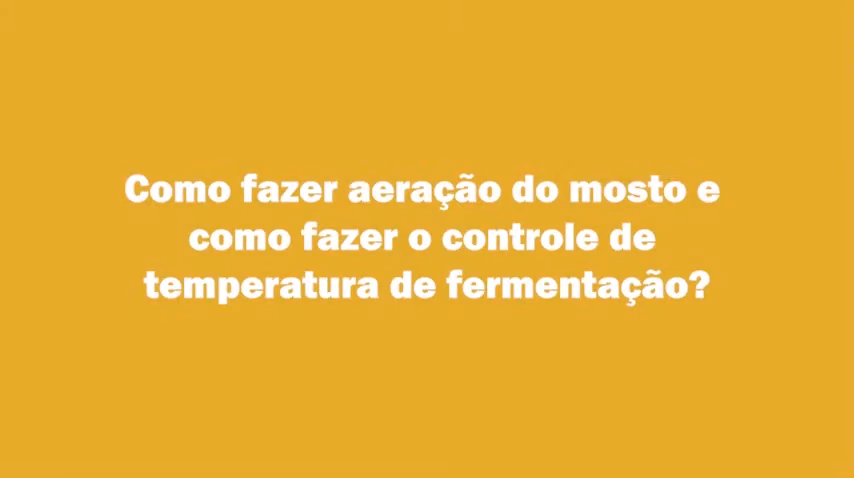 Como fazer aeração do mosto e
como fazer o controle de
temperatura de fermentação?